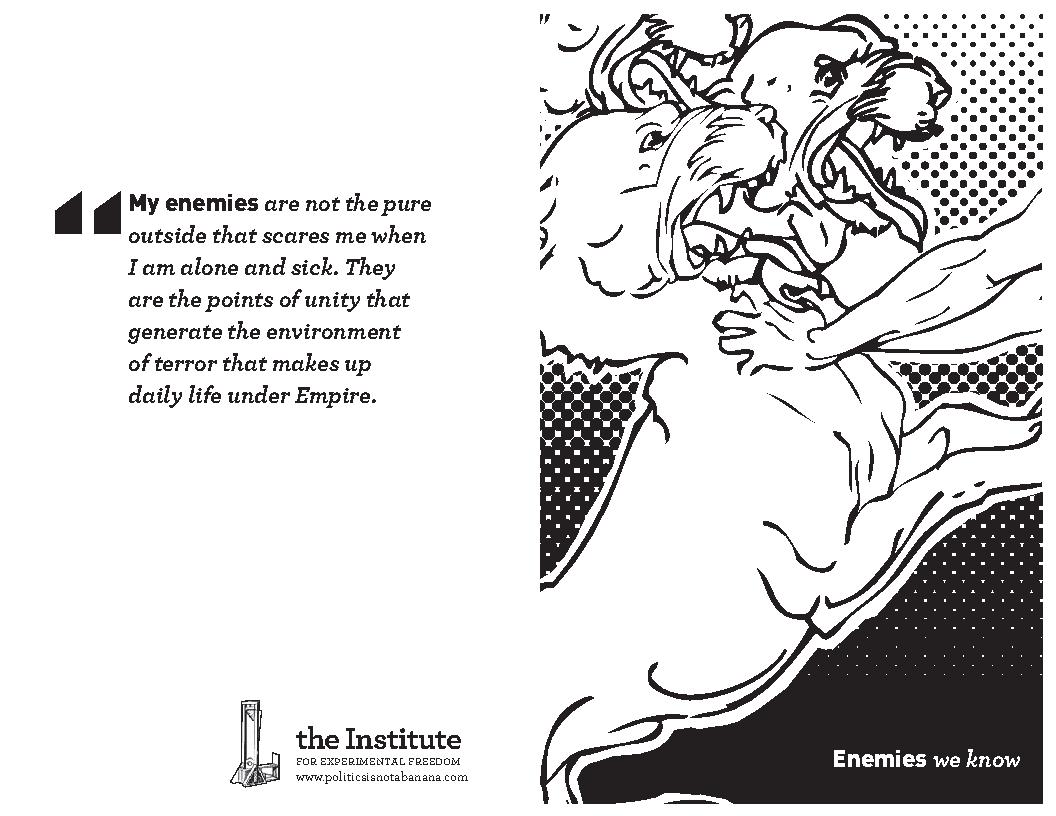 My enemies are not the pure
outside that scares me when
I am alone and sick. They
are the points of unity that
generate the environment
of terror that makes up
daily life under Empire.
the Institute
FOR EXPERIMENTAL FREEDOM
www.politicsisnotabanana.com
Enemies we know